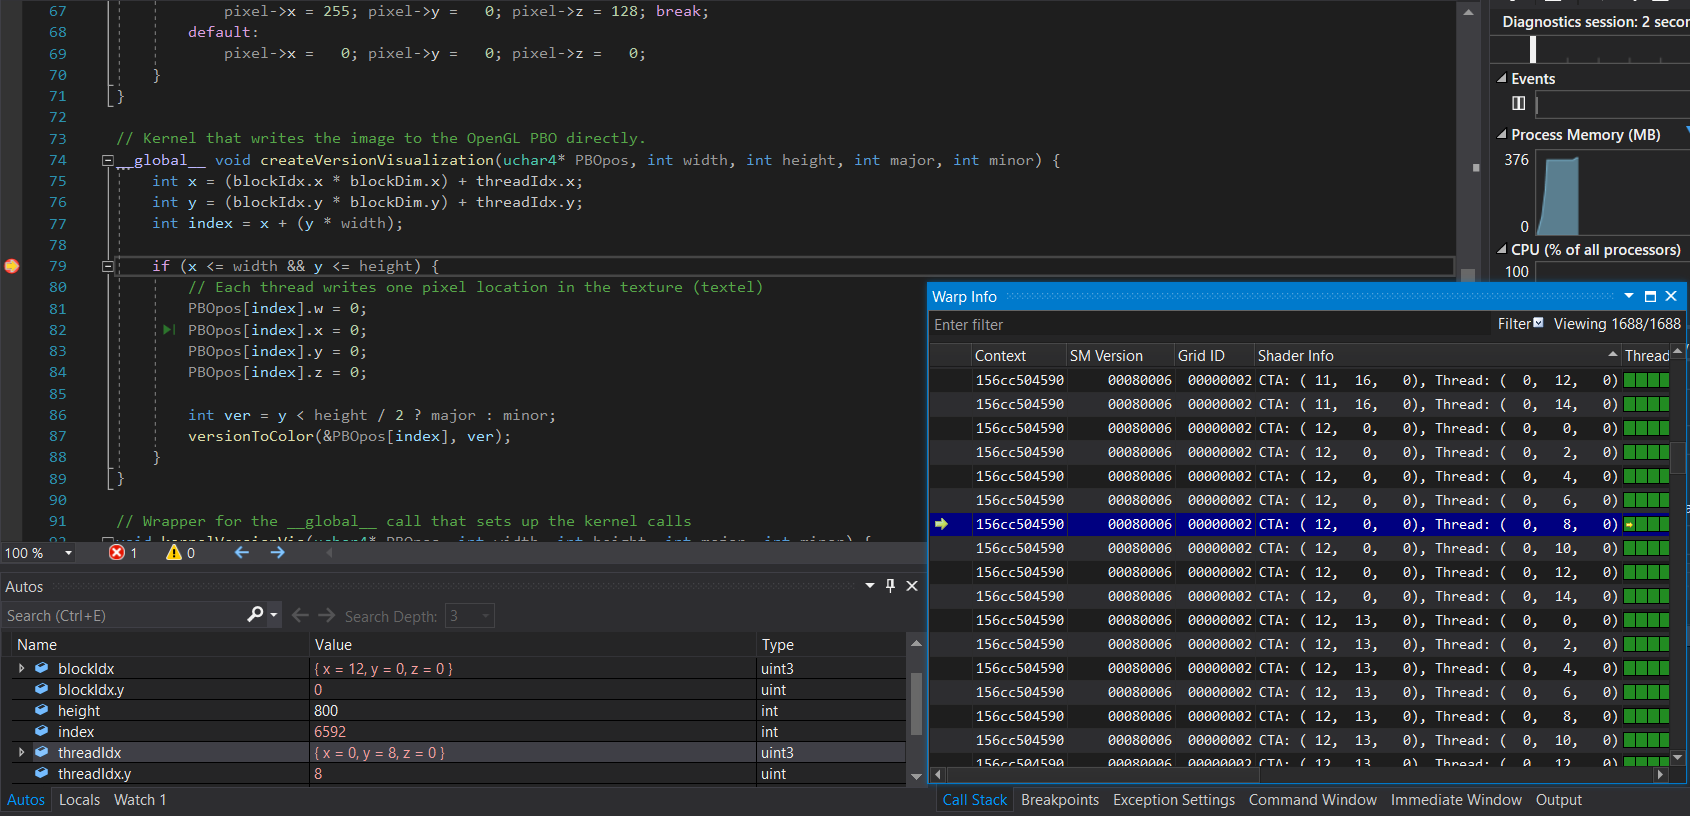 67 pixel->x = 255; pixel->y =   0; pixel->z = 128; break;
68 default:
69 pixel->x =   0; pixel->y =   0; pixel->z =   0;
70 }
71 }
72
73 // Kernel that writes the image to the OpenGL PBO directly.
74 __global__ void createVersionVisualization(uchar4* PBOpos, int width, int height, int major, int minor) {
75 int x = (blockIdx.x * blockDim.x) + threadIdx.x;
76 int y = (blockIdx.y * blockDim.y) + threadIdx.y;
77 int index = x + (y * width);
78
79 if (x <= width && y <= height) {
80 // Each thread writes one pixel location in the texture (textel)
81 PBOpos[index].w = 0;
82 PBOpos[index].x = 0;
83 PBOpos[index].y = 0;
84 PBOpos[index].z = 0;
85
86 int ver = y < height / 2 ? major : minor;
87 versionToColor(&PBOpos[index], ver);
88 }
89 }
90
91 // Wrapper for the __global__ call that sets up the kernel calls
100 %
1
0
Autos
Search (Ctrl+E)
Search Depth: 3
Name Value Type
blockIdx { x = 12, y = 0, z = 0 } uint3
blockIdx.y 0 uint
height 800 int
index 6592 int
threadIdx { x = 0, y = 8, z = 0 } uint3
threadIdx.y 8 uint
Autos Locals Watch 1
Diagnostics session: 2 secon
Events
Process Memory (MB)
376
0
CPU (% of all processors)
100
Warp Info
Enter filter
Filter Viewing 1688/1688
Context SM Version Grid ID Shader Info Thread
156cc504590 00080006 00000002 CTA: ( 11, 16, 0), Thread: ( 0, 12, 0)
156cc504590 00080006 00000002 CTA: ( 11, 16, 0), Thread: ( 0, 14, 0)
156cc504590 00080006 00000002 CTA: ( 12, 0, 0), Thread: ( 0, 0, 0)
156cc504590 00080006 00000002 CTA: ( 12, 0, 0), Thread: ( 0, 2, 0)
156cc504590 00080006 00000002 CTA: ( 12, 0, 0), Thread: ( 0, 4, 0)
156cc504590 00080006 00000002 CTA: ( 12, 0, 0), Thread: ( 0, 6, 0)
156cc504590 00080006 00000002 CTA: ( 12, 0, 0), Thread: ( 0, 8, 0)
156cc504590 00080006 00000002 CTA: ( 12, 0, 0), Thread: ( 0, 10, 0)
156cc504590 00080006 00000002 CTA: ( 12, 0, 0), Thread: ( 0, 12, 0)
156cc504590 00080006 00000002 CTA: ( 12, 0, 0), Thread: ( 0, 14, 0)
156cc504590 00080006 00000002 CTA: ( 12, 13, 0), Thread: ( 0, 0, 0)
156cc504590 00080006 00000002 CTA: ( 12, 13, 0), Thread: ( 0, 2, 0)
156cc504590 00080006 00000002 CTA: ( 12, 13, 0), Thread: ( 0, 4, 0)
156cc504590 00080006 00000002 CTA: ( 12, 13, 0), Thread: ( 0, 6, 0)
156cc504590 00080006 00000002 CTA: ( 12, 13, 0), Thread: ( 0, 8, 0)
156cc504590 00080006 00000002 CTA: ( 12, 13, 0), Thread: ( 0, 10, 0)
156cc504590 00080006 00000002 CTA: ( 12, 13, 0), Thread: ( 0, 12, 0)
Call Stack Breakpoints Exception Settings Command Window Immediate Window Output